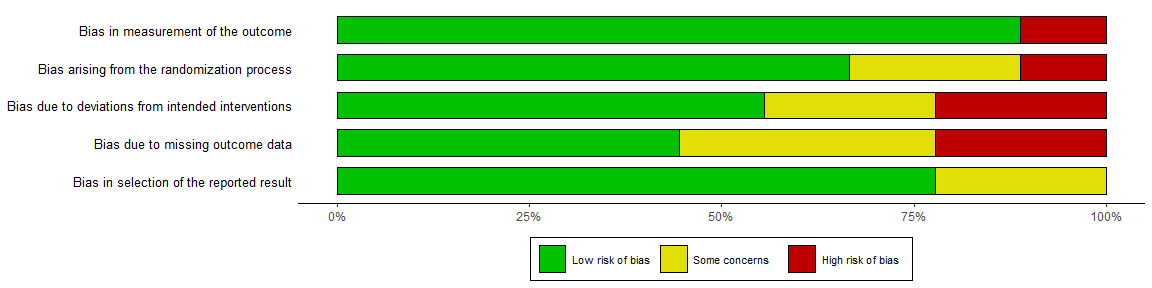 Bias in measurement of the outcome
Bias arising from the randomization process
Bias due to deviations from intended interventions
Bias due to missing outcome data
Bias in selection of the reported result
0% 25% 50% 75% 100%
Low risk of bias Some concerns High risk of bias